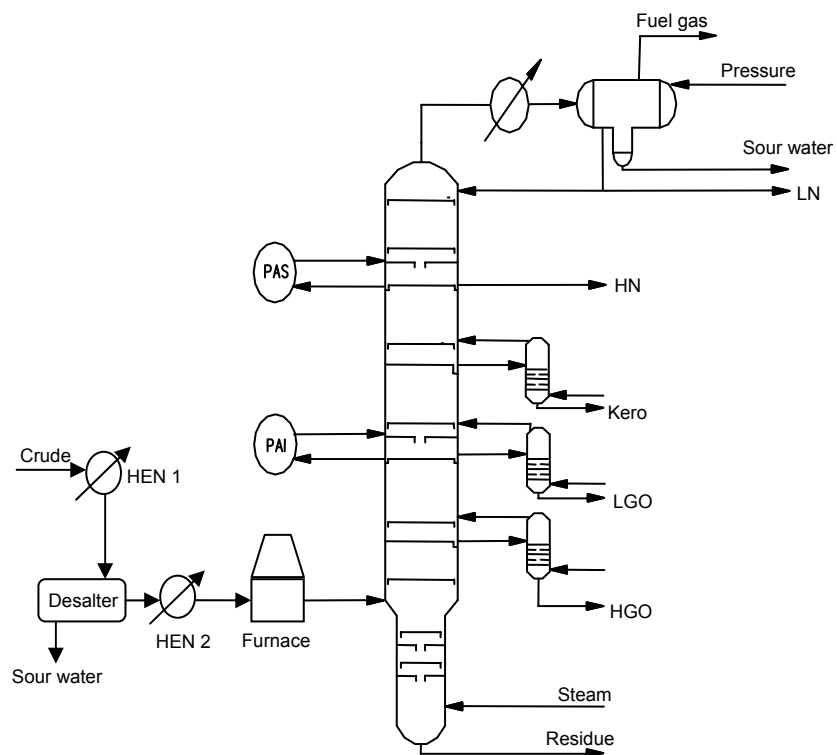 Fuel gas
Pressure
Sour water
LN
PAS
HN
Kero
PAI
Crude
HEN 1
LGO
Desalter
HEN 2
Furnace
HGO
Sour water
Steam
Residue